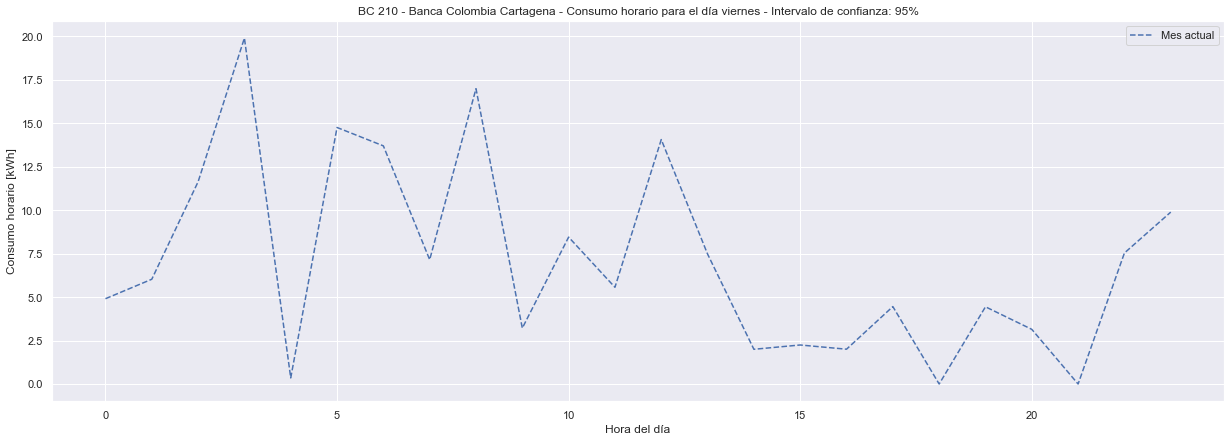 BC 210 - Banca Colombia Cartagena - Consumo horario para el día viernes - Intervalo de confianza: 95%
Mes actual
Consumo horario [kWh]
20.0
17.5
15.0
12.5
10.0
7.5
5.0
2.5
0.0
0 5 10 15 20
Hora del día